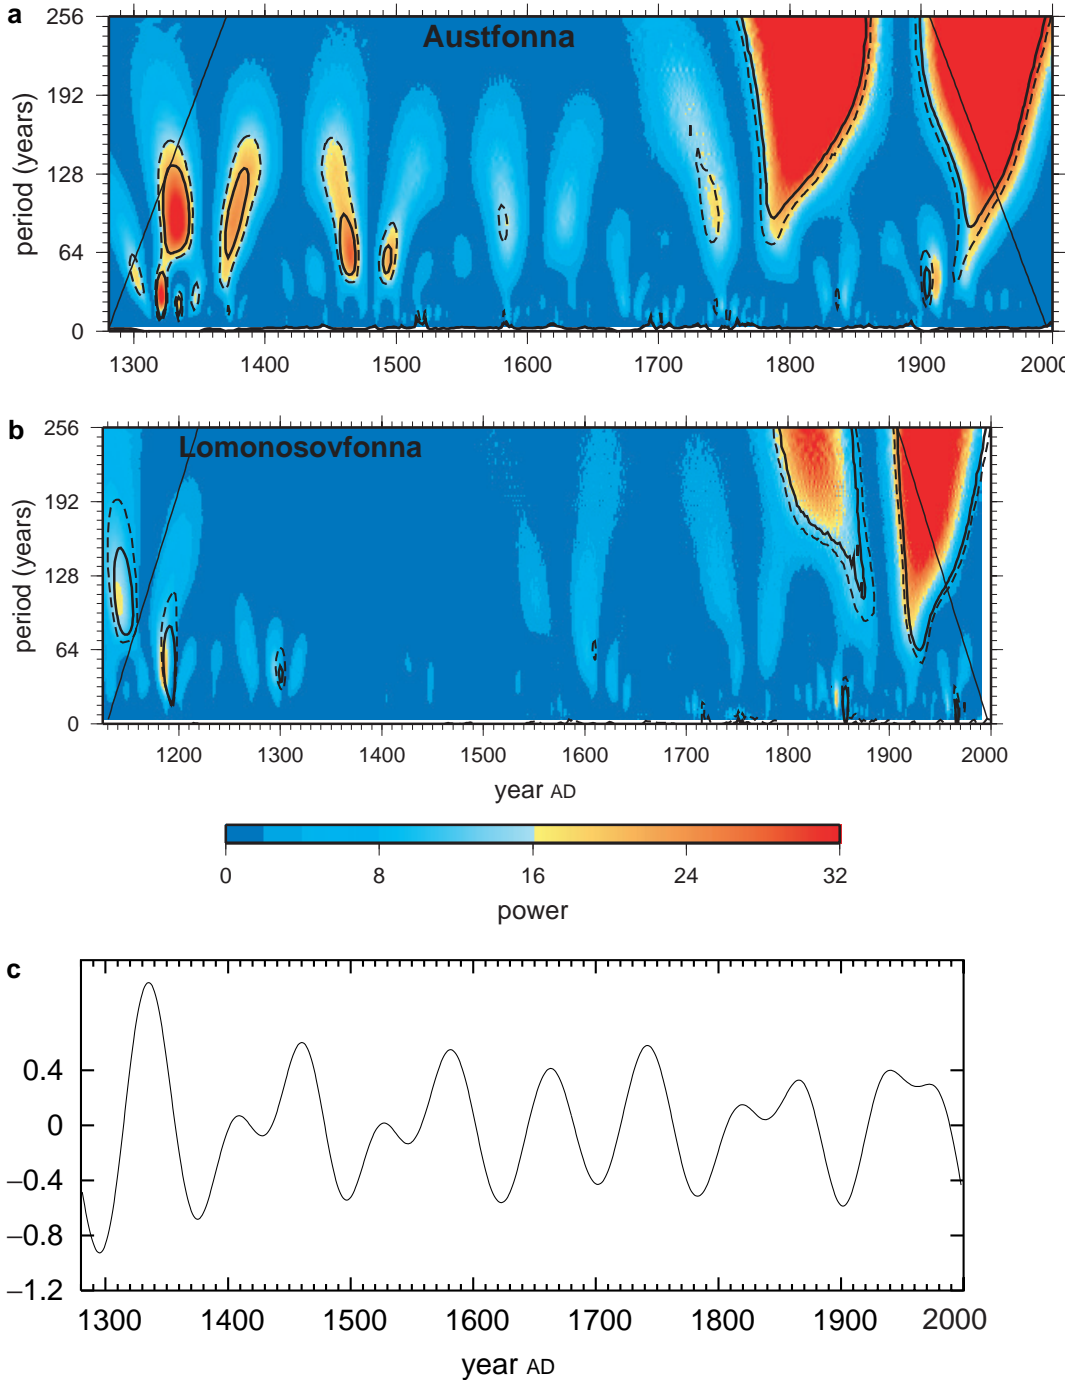 a
Austfonna
256
192
128
64
0
period (years)
1300 1400 1500 1600 1700 1800 1900 2000
b
Lomonosovfonna
256
192
128
64
0
period (years)
1200 1300 1400 1500 1600 1700 1800 1900 2000
year AD
0 8 16 24 32
power
c
0.4
0
−0.4
−0.8
−1.2
1300 1400 1500 1600 1700 1800 1900 2000
year AD